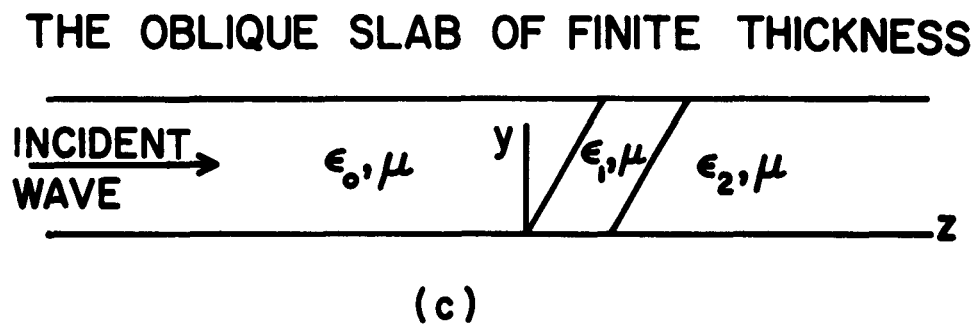 THE OBLIQUE SLAB OF FINITE THICKNESS
INCIDENT
WAVE
ϵ₀,μ
y
ϵ₁,μ
ϵ₂,μ
z
(c)